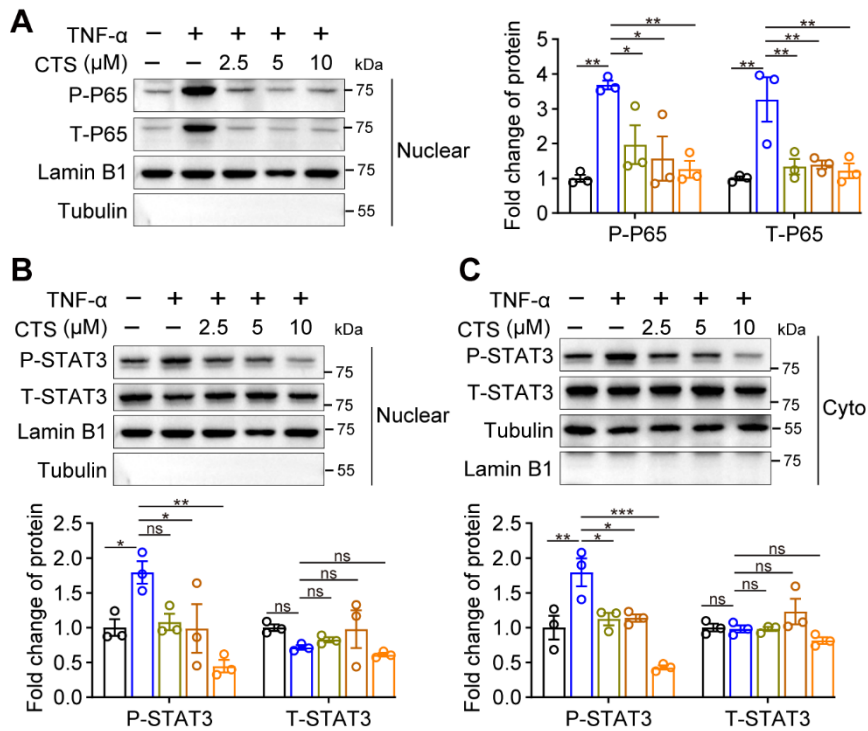 A
TNF-α − + + + +
CTS (μM) − − 2.5 5 10 kDa
P-P65 75
T-P65 75
Lamin B1 75
Tubulin 55
Nuclear
Fold change of protein
5
4
3
2
1
0
** * * **
** ** ** **
P-P65 T-P65
B
TNF-α − + + + +
CTS (μM) − − 2.5 5 10 kDa
P-STAT3 75
T-STAT3 75
Lamin B1 75
Tubulin 55
Nuclear
Fold change of protein
2.5
2.0
1.5
1.0
0.5
0.0
* ns * **
ns ns ns ns
P-STAT3 T-STAT3
C
TNF-α − + + + +
CTS (μM) − − 2.5 5 10 kDa
P-STAT3 75
T-STAT3 75
Tubulin 55
Lamin B1 75
Cyto
Fold change of protein
2.5
2.0
1.5
1.0
0.5
0.0
** * * ***
ns ns ns ns
P-STAT3 T-STAT3